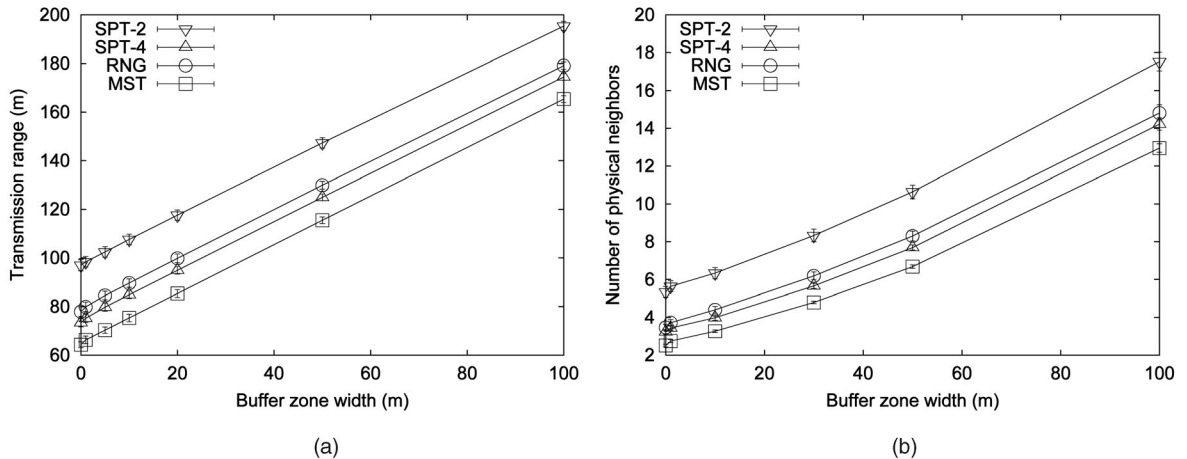 200
180
160
140
120
100
80
60
0
20
40
60
80
100
Transmission range (m)
Buffer zone width (m)
SPT-2
SPT-4
RNG
MST
(a)
20
18
16
14
12
10
8
6
4
2
0
20
40
60
80
100
Number of physical neighbors
Buffer zone width (m)
SPT-2
SPT-4
RNG
MST
(b)